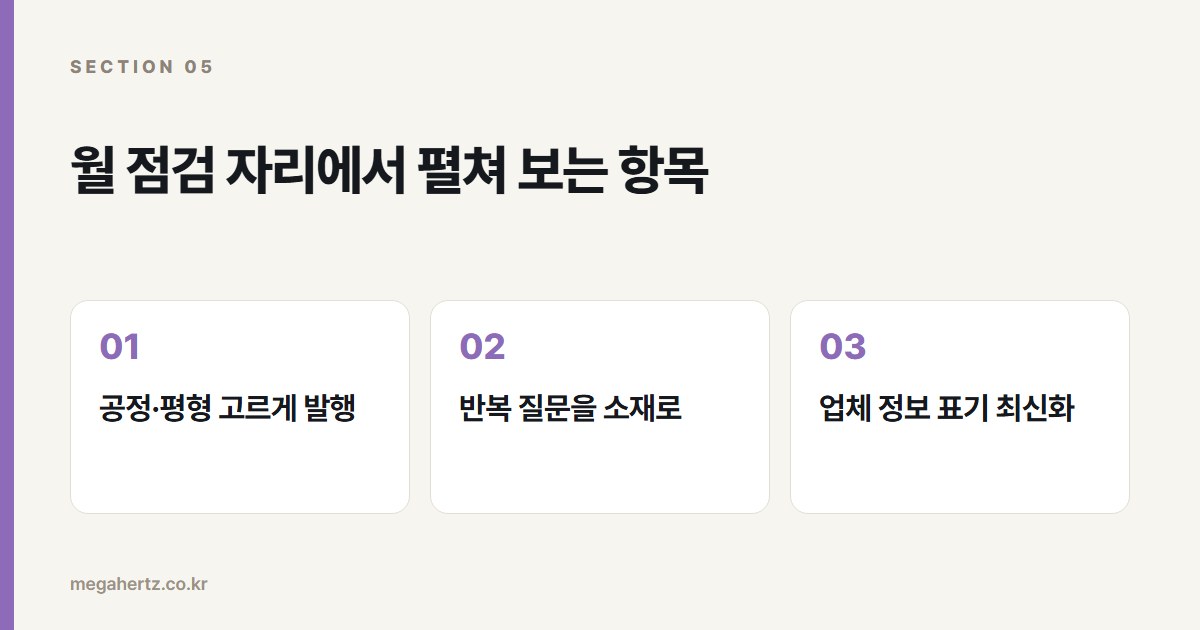 SECTION 05
월 점검 자리에서 펼쳐 보는 항목
01
공정·평형 고르게 발행
02
반복 질문을 소재로
03
업체 정보 표기 최신화
megahertz.co.kr